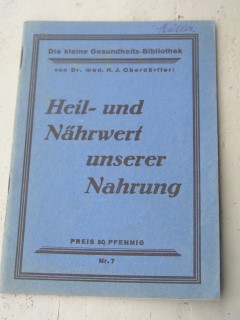 Die kleine Gesundheits-Bibliothek
von Dr. med. H. J. Oberdörffer!
Heil- und
Nährwert
unserer
Nahrung
PREIS 50 PFENNIG
Nr. 7